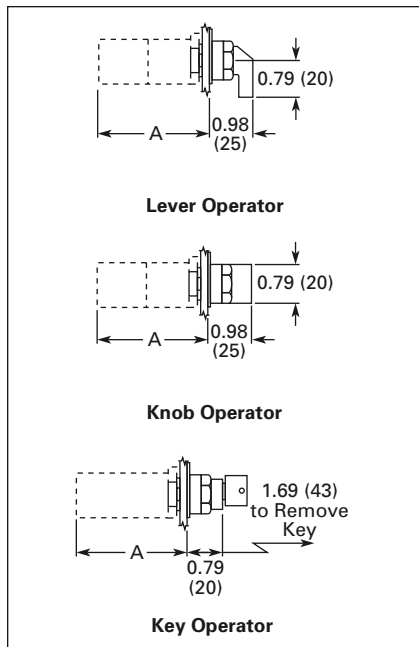 0.79 (20)
A
0.98
(25)
Lever Operator
0.79 (20)
A
0.98
(25)
Knob Operator
1.69 (43)
to Remove
Key
A
0.79
(20)
Key Operator